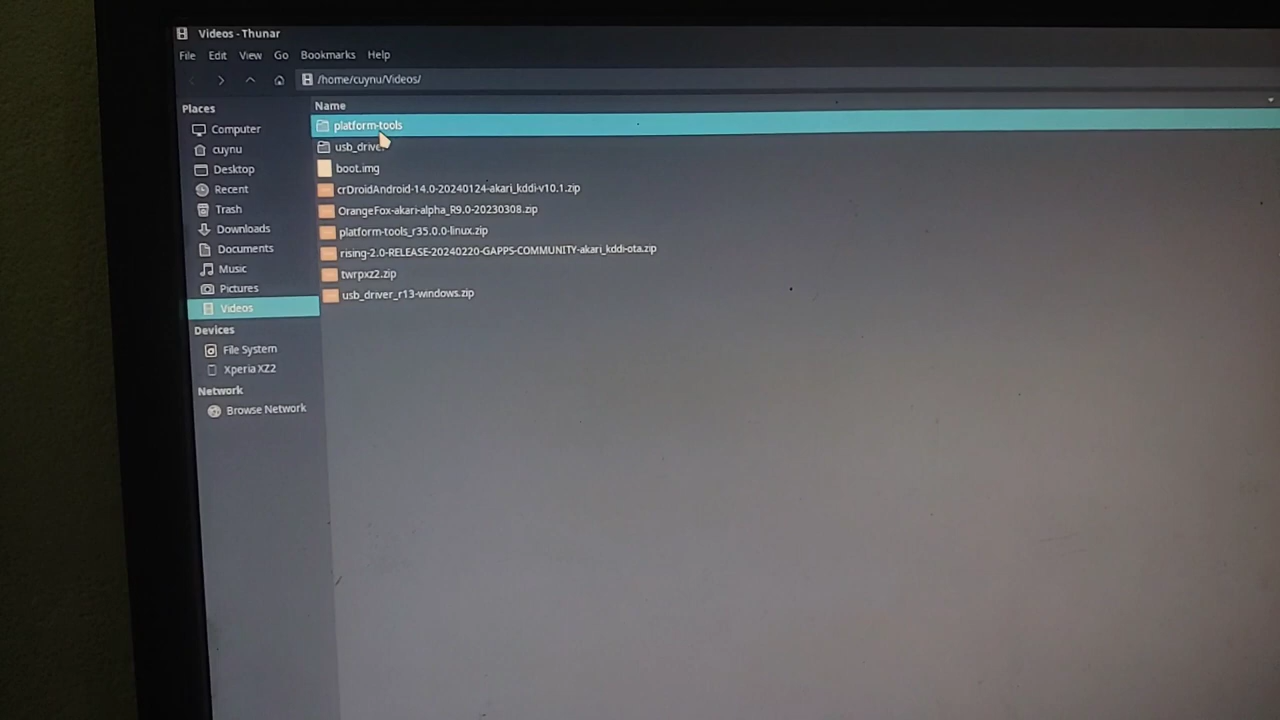 Videos - Thunar
File Edit View Go Bookmarks Help
/home/cuynu/Videos/
Places
Computer
cuynu
Desktop
Recent
Trash
Downloads
Documents
Music
Pictures
Videos
Devices
File System
Xperia XZ2
Network
Browse Network
Name
platform-tools
usb_driver
boot.img
crDroidAndroid-14.0-20240124-akari_kddi-v10.1.zip
OrangeFox-akari-alpha_R9.0-20230308.zip
platform-tools_r35.0.0-linux.zip
rising-2.0-RELEASE-20240220-GAPPS-COMMUNITY-akari_kddi-ota.zip
twrpxz2.zip
usb_driver_r13-windows.zip